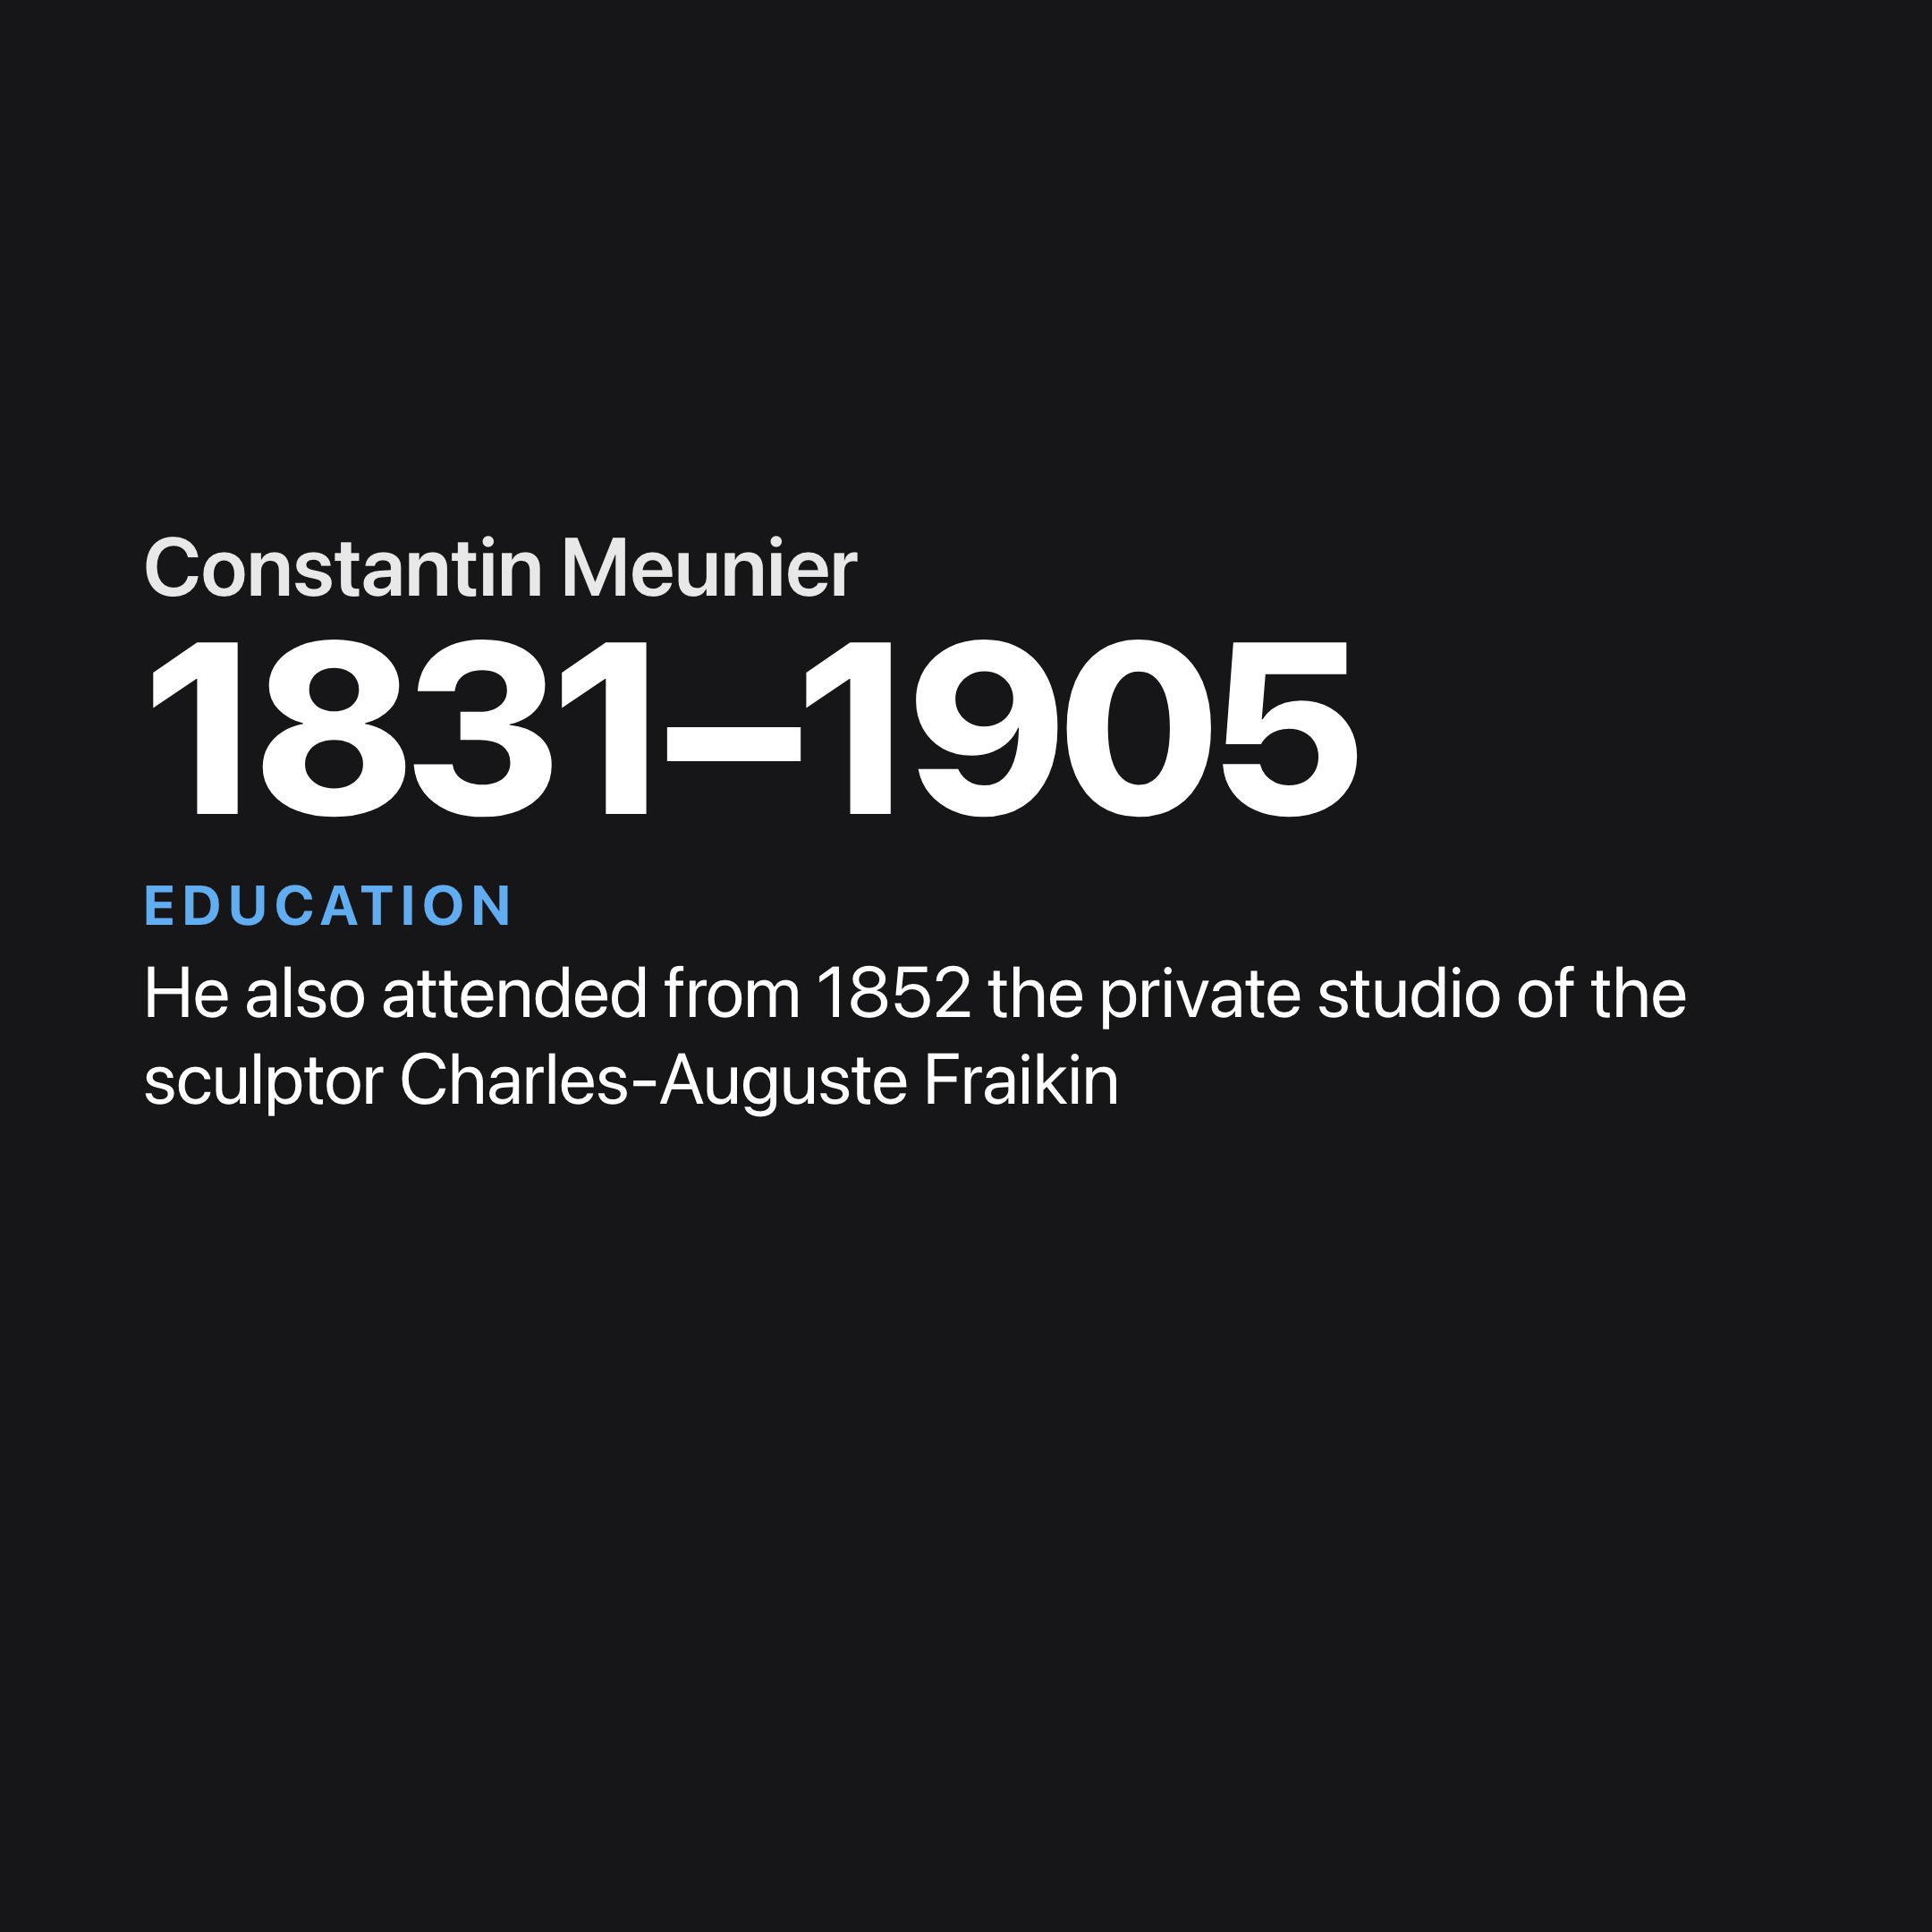 Constantin Meunier
1831–1905
EDUCATION
He also attended from 1852 the private studio of the
sculptor Charles-Auguste Fraikin